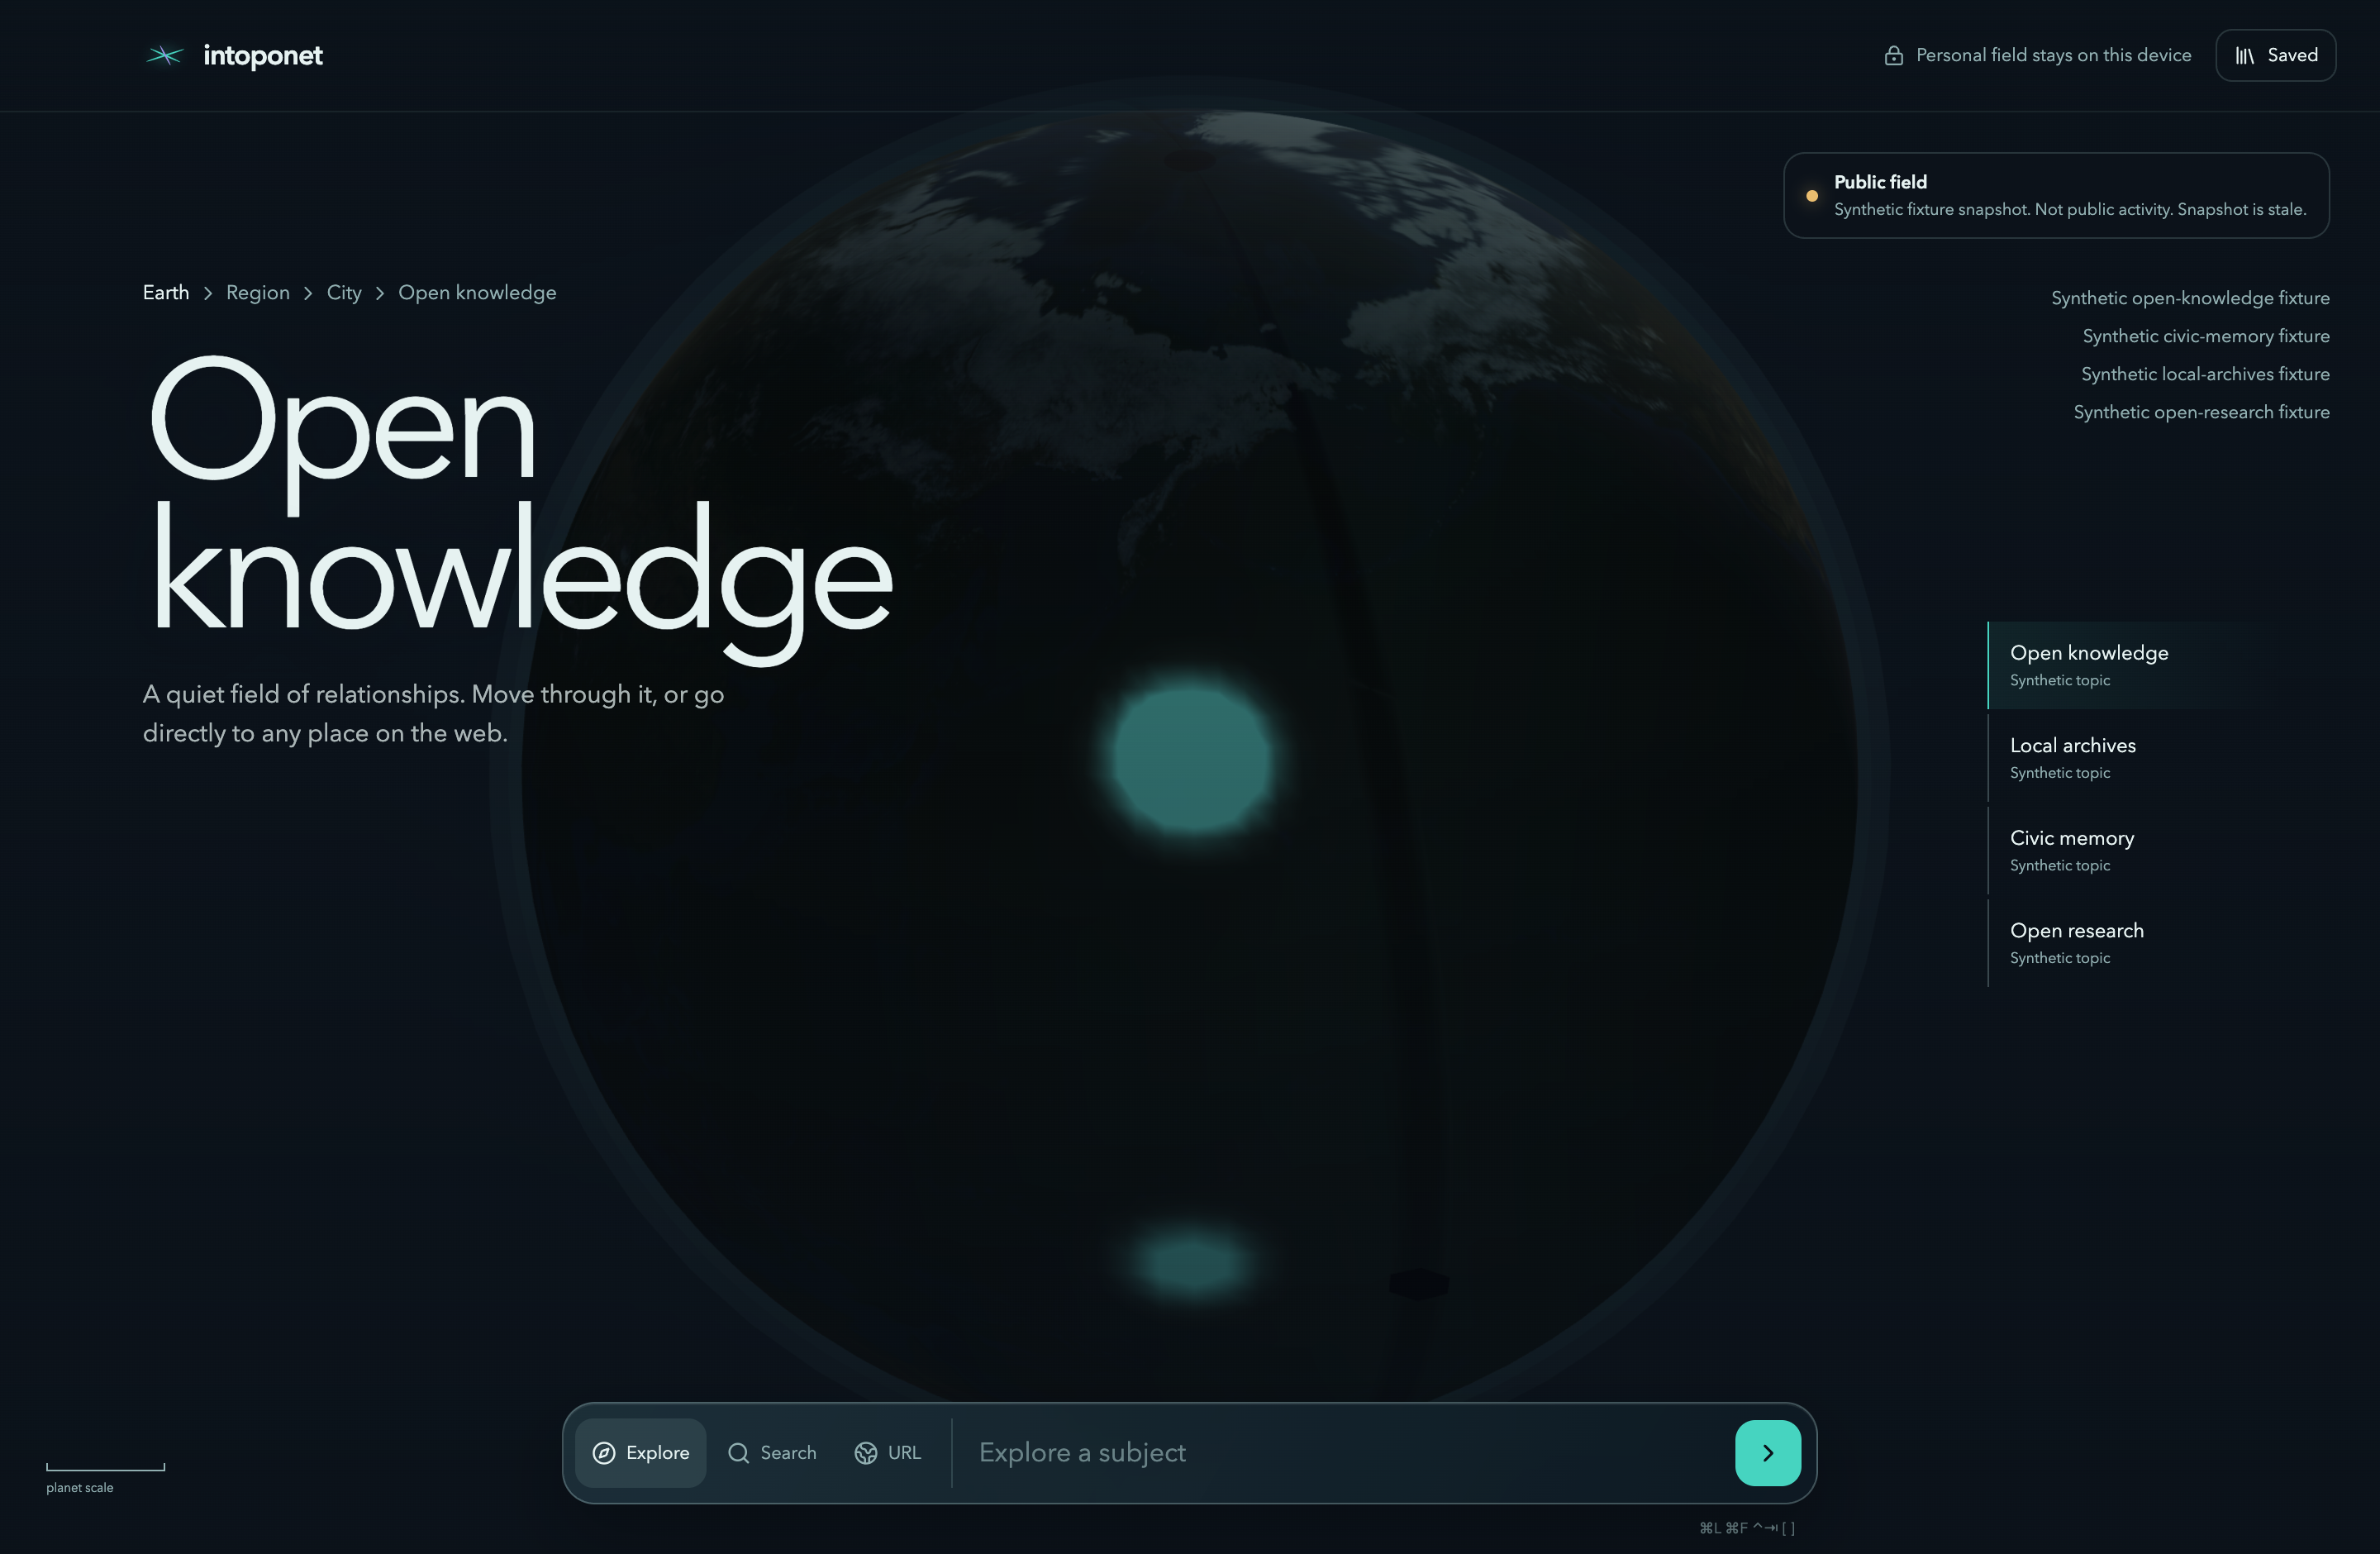 intoponet
Personal field stays on this device
Saved
Public field
Synthetic fixture snapshot. Not public activity. Snapshot is stale.
Earth > Region > City > Open knowledge
Synthetic open-knowledge fixture
Synthetic civic-memory fixture
Synthetic local-archives fixture
Synthetic open-research fixture
Open
knowledge
A quiet field of relationships. Move through it, or go
directly to any place on the web.
Open knowledge
Synthetic topic
Local archives
Synthetic topic
Civic memory
Synthetic topic
Open research
Synthetic topic
Explore
Search
URL
Explore a subject
planet scale
⌘L ⌘F ^⇥ [ ]